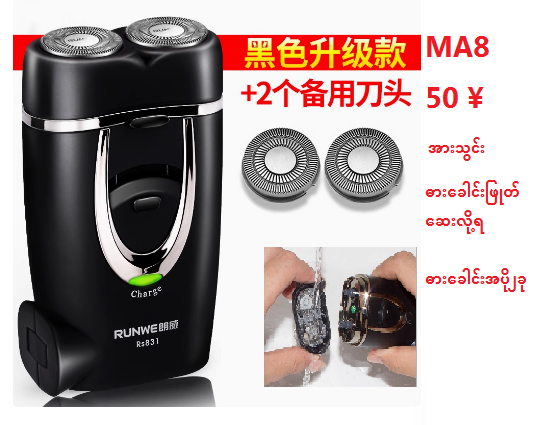 黑色升级款
+2个备用刀头
MA8
50 ¥
အားသွင်း
ဓားခေါင်းဖြုတ်
ဆေးလို့ရ
ဓားခေါင်းအပို၂ခု
Charge
RUNWE朗威
Rs831